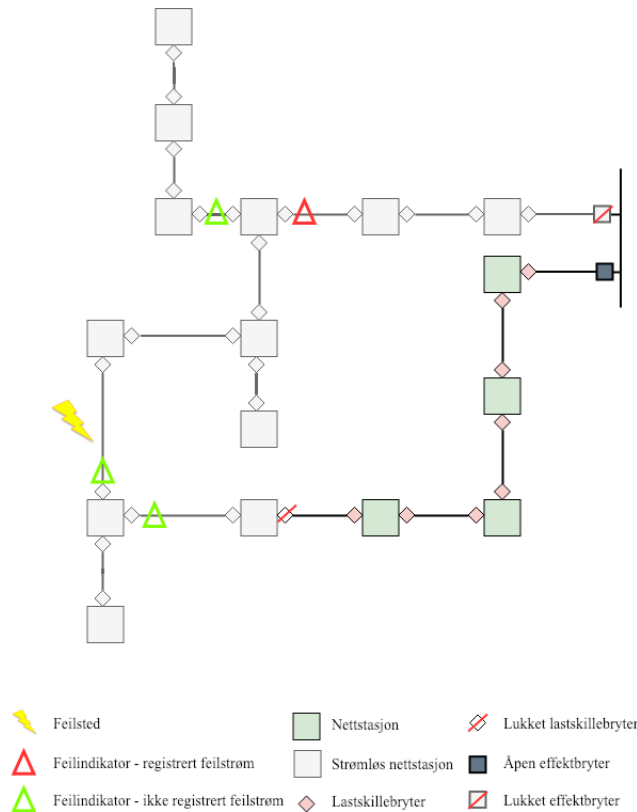 Feilsted
Nettstasjon
Lukket lastskillebryter
Feilindikator - registrert feilstrøm
Strømløs nettstasjon
Åpen effektbryter
Feilindikator - ikke registrert feilstrøm
Lastskillebryter
Lukket effektbryter